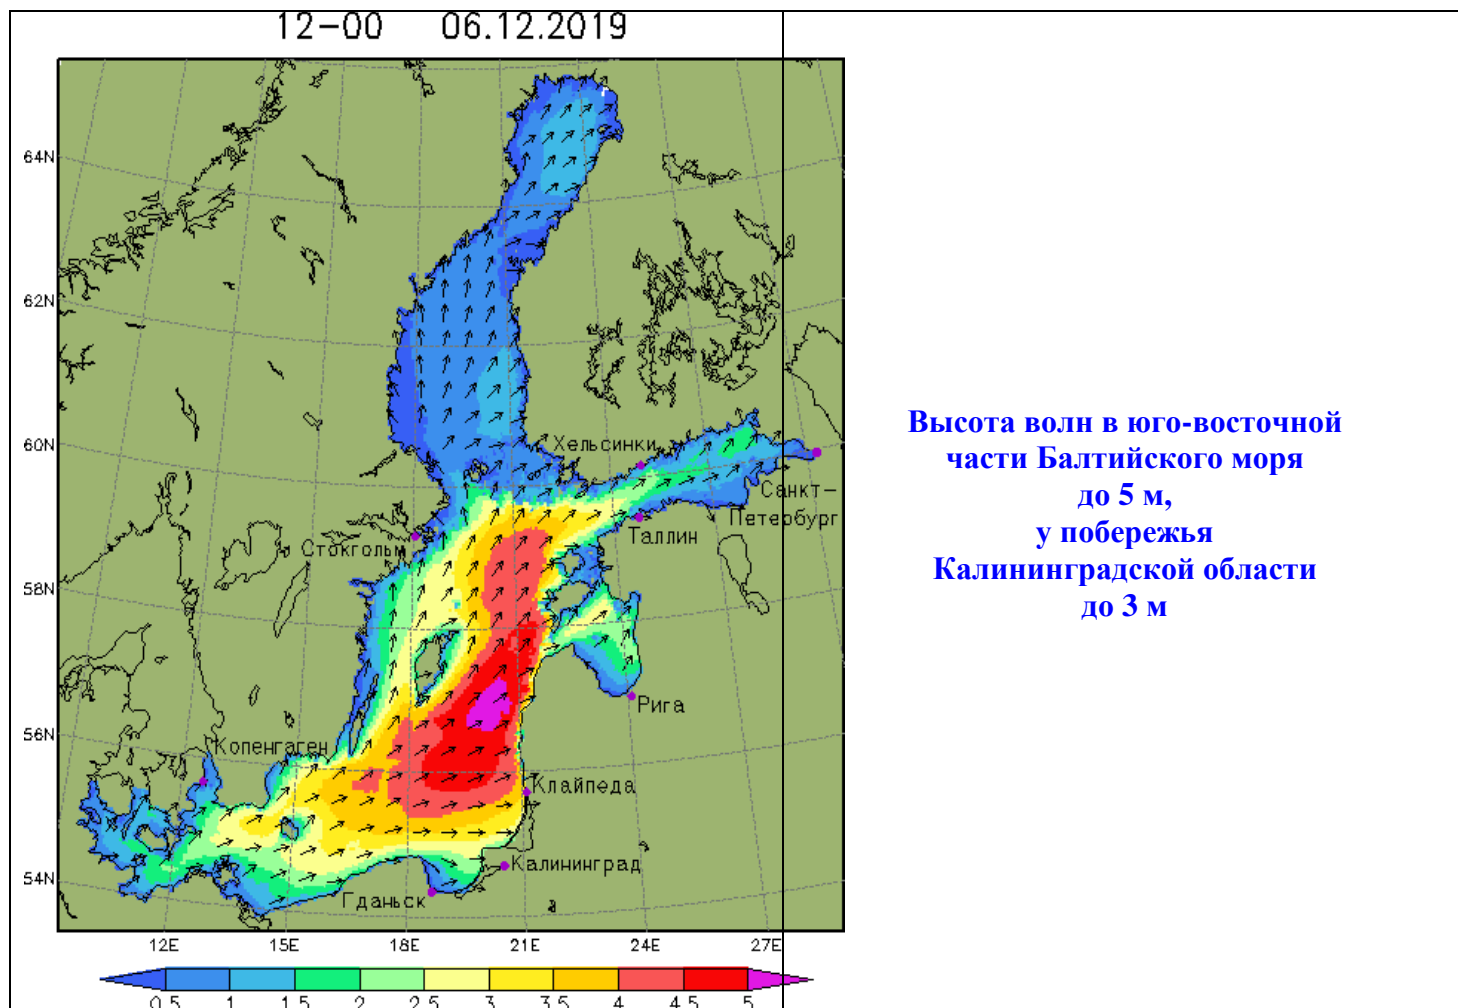 12-00 06.12.2019
64N
62N
60N
58N
56N
54N
Хельсинки
Санкт-
Петербург
Таллин
Стокгольм
Рига
Копенгаген
Клайпеда
Калининград
Гданьск
12E 15E 18E 21E 24E 27E
0.5 1 1.5 2 2.5 3 3.5 4 4.5 5
Высота волн в юго-восточной
части Балтийского моря
до 5 м,
у побережья
Калининградской области
до 3 м